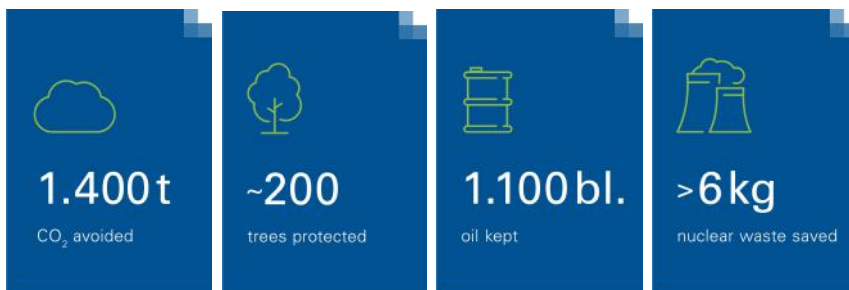 1.400 t
CO₂ avoided
~200
trees protected
1.100 bl.
oil kept
>6 kg
nuclear waste saved